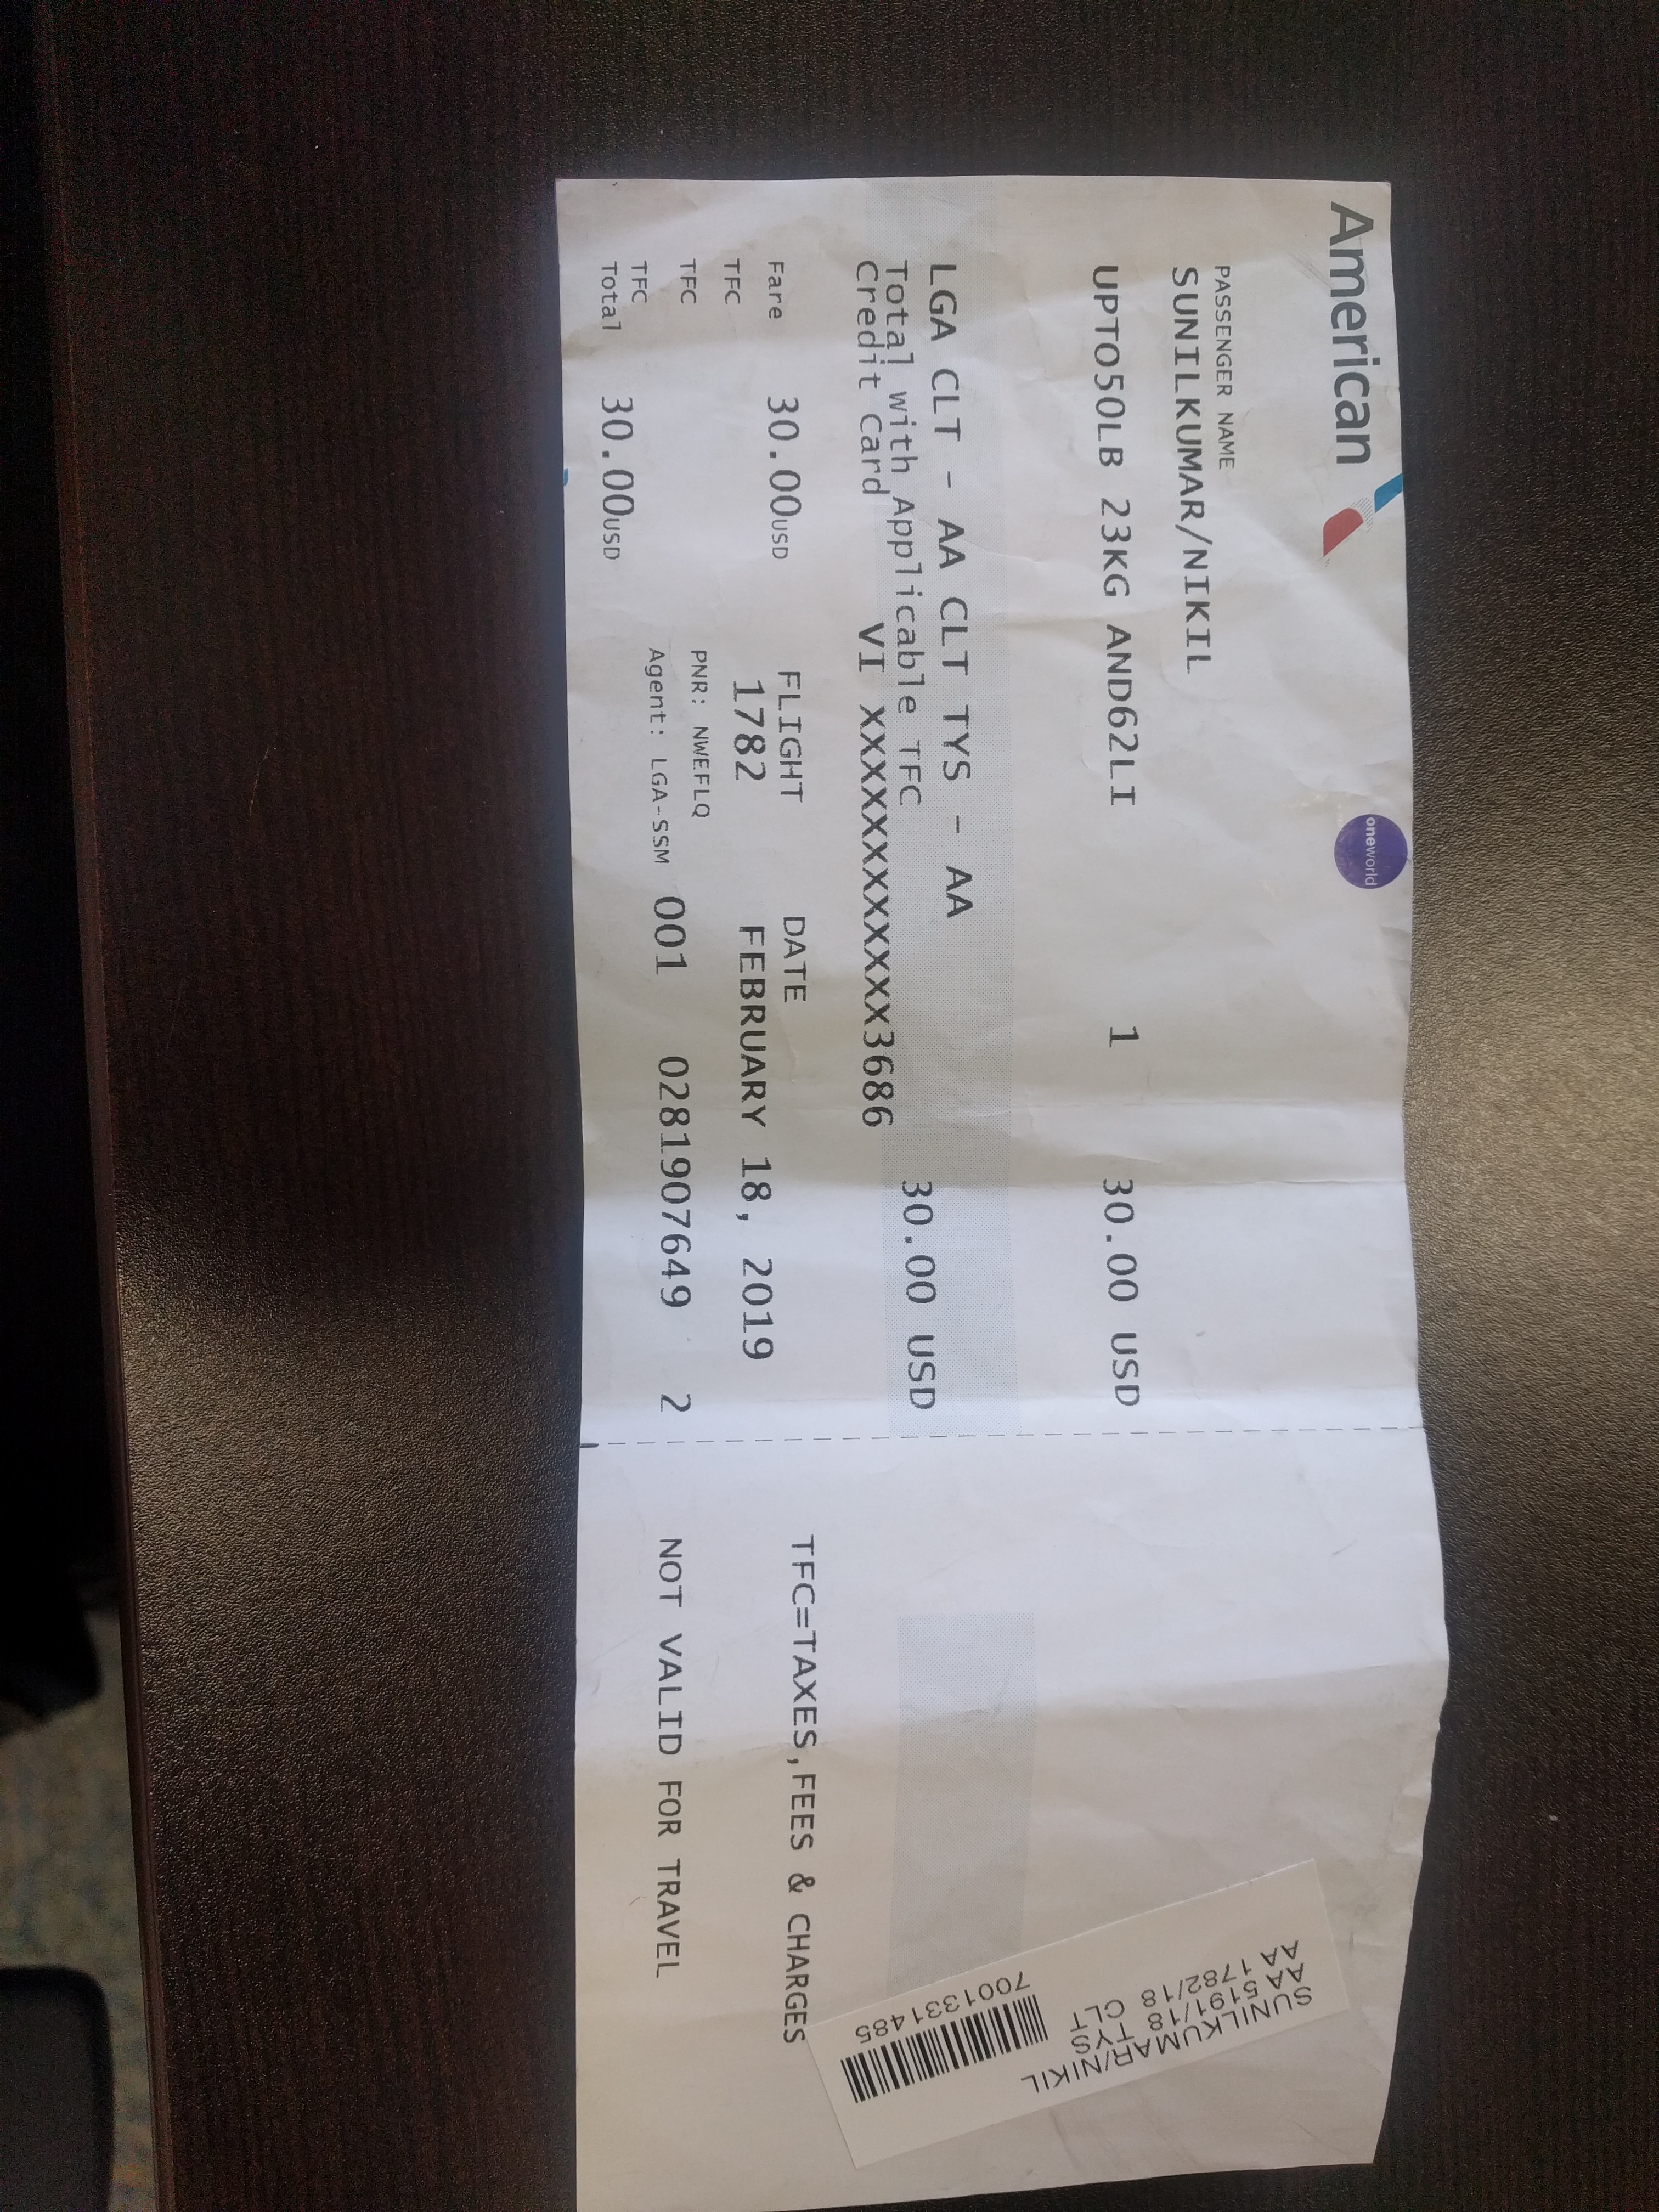 American
oneworld
PASSENGER NAME
SUNILKUMAR/NIKIL
UPTO50LB 23KG AND62LI 1 30.00 USD
LGA CLT - AA CLT TYS - AA
Total with Applicable TFC 30.00 USD
Credit Card VI XXXXXXXXXXXX3686
Fare 30.00USD FLIGHT DATE
TFC 1782 FEBRUARY 18, 2019
TFC PNR: NWEFLQ
TFC Agent: LGA-SSM 001 0281907649 2
Total 30.00USD
TFC=TAXES,FEES & CHARGES
NOT VALID FOR TRAVEL
SUNILKUMAR/NIKIL
AA 5191/18 TYS
AA 1782/18 CLT
7001331485